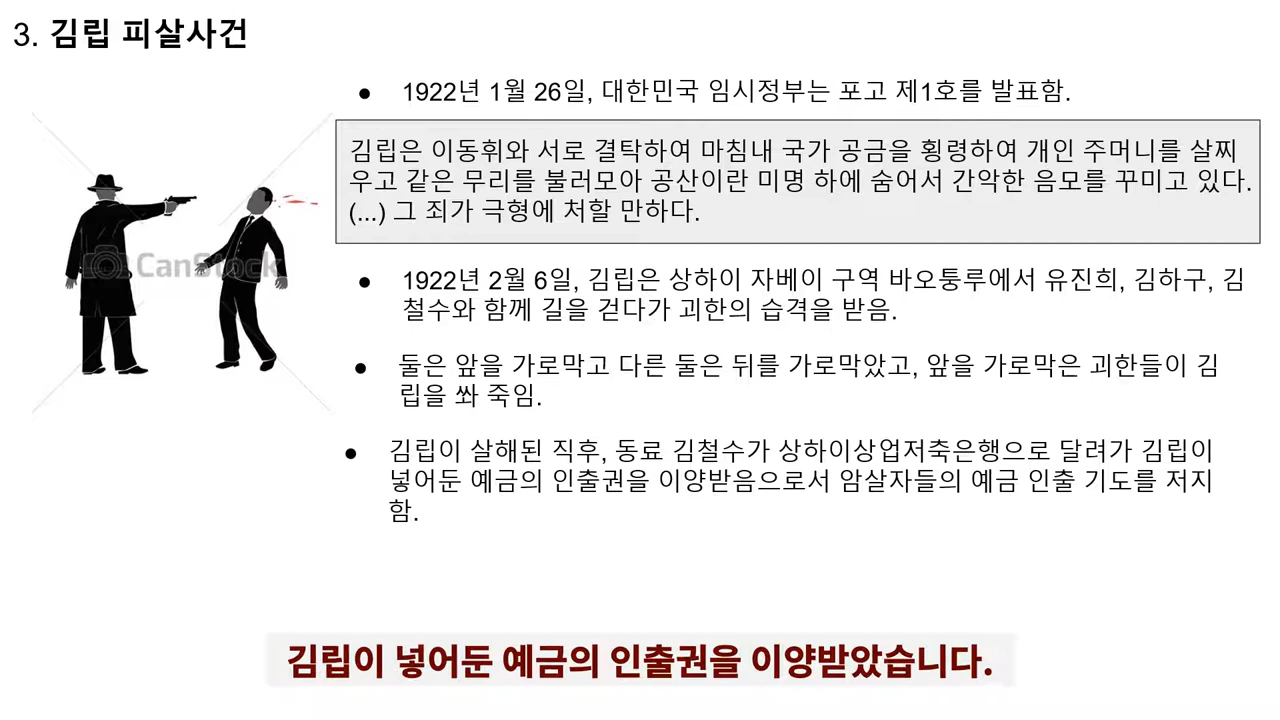 3. 김립 피살사건
● 1922년 1월 26일, 대한민국 임시정부는 포고 제1호를 발표함.
김립은 이동휘와 서로 결탁하여 마침내 국가 공금을 횡령하여 개인 주머니를 살찌
우고 같은 무리를 불러모아 공산이란 미명 하에 숨어서 간악한 음모를 꾸미고 있다.
(...) 그 죄가 극형에 처할 만하다.
● 1922년 2월 6일, 김립은 상하이 자베이 구역 바오퉁루에서 유진희, 김하구, 김
철수와 함께 길을 걷다가 괴한의 습격을 받음.
● 둘은 앞을 가로막고 다른 둘은 뒤를 가로막았고, 앞을 가로막은 괴한들이 김
립을 쏴 죽임.
● 김립이 살해된 직후, 동료 김철수가 상하이상업저축은행으로 달려가 김립이
넣어둔 예금의 인출권을 이양받음으로서 암살자들의 예금 인출 기도를 저지
함.
CanStock
김립이 넣어둔 예금의 인출권을 이양받았습니다.